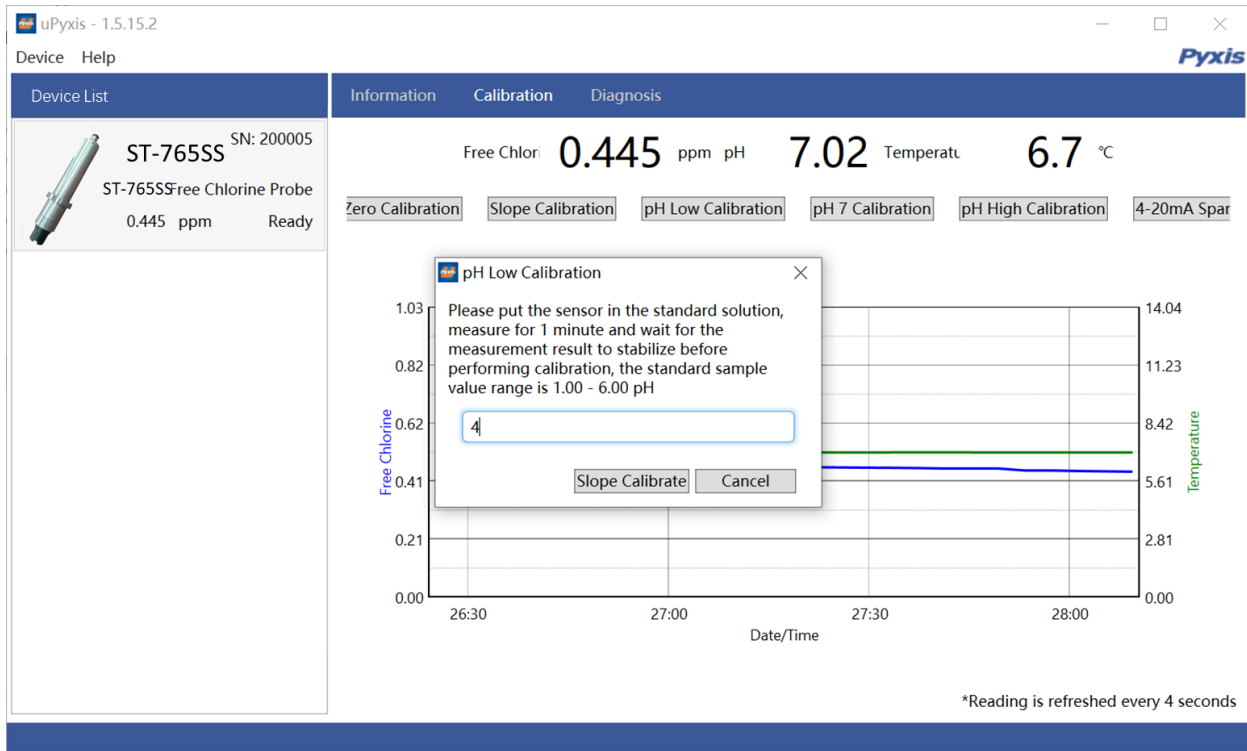 uPyxis - 1.5.15.2
Device Help
Pyxis
Device List
Information Calibration Diagnosis
SN: 200005
ST-765SS
ST-765SSFree Chlorine Probe
0.445 ppm Ready
Free Chlori 0.445 ppm pH 7.02 Temperatu 6.7 °C
Zero Calibration Slope Calibration pH Low Calibration pH 7 Calibration pH High Calibration 4-20mA Span
pH Low Calibration
Please put the sensor in the standard solution,
measure for 1 minute and wait for the
measurement result to stabilize before
performing calibration, the standard sample
value range is 1.00 - 6.00 pH
4
Slope Calibrate Cancel
1.03 14.04
0.82 11.23
0.62 8.42
0.41 5.61
0.21 2.81
0.00 0.00
Free Chlorine
Temperature
26:30 27:00 27:30 28:00
Date/Time
*Reading is refreshed every 4 seconds